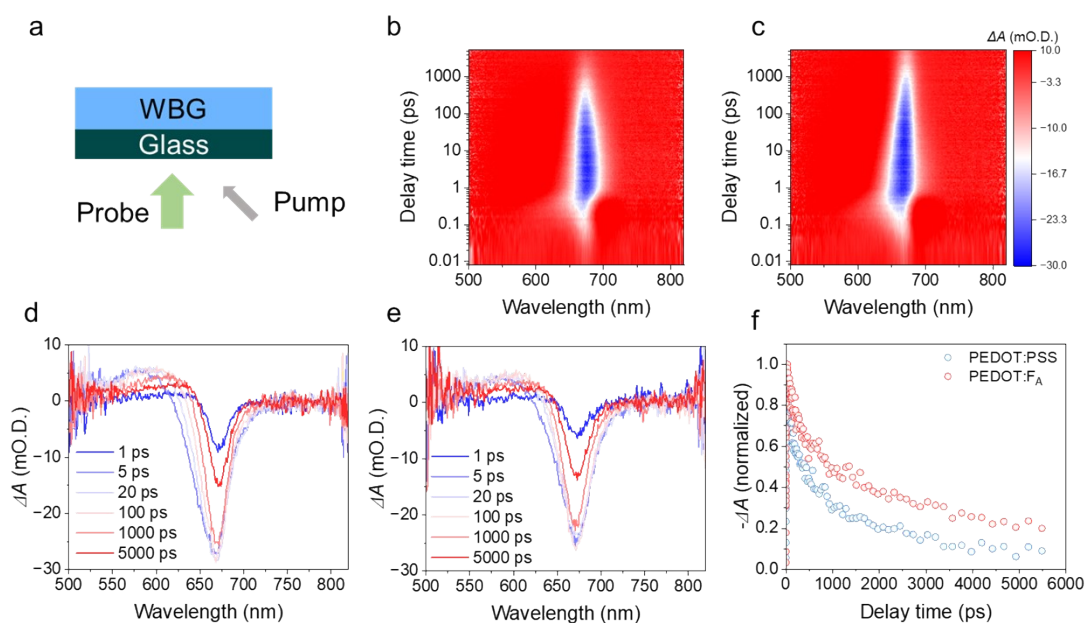 a
WBG
Glass
Probe
Pump
b
Delay time (ps)
1000
100
10
1
0.1
0.01
500
600
700
800
Wavelength (nm)
c
Delay time (ps)
1000
100
10
1
0.1
0.01
500
600
700
800
Wavelength (nm)
ΔA (mO.D.)
10.0
−3.3
−10.0
−16.7
−23.3
−30.0
d
ΔA (mO.D.)
10
0
−10
−20
−30
1 ps
5 ps
20 ps
100 ps
1000 ps
5000 ps
500
550
600
650
700
750
800
Wavelength (nm)
e
ΔA (mO.D.)
10
0
−10
−20
−30
1 ps
5 ps
20 ps
100 ps
1000 ps
5000 ps
500
550
600
650
700
750
800
Wavelength (nm)
f
-ΔA (normalized)
1.0
0.8
0.6
0.4
0.2
0.0
PEDOT:PSS
PEDOT:F_A
0
1000
2000
3000
4000
5000
6000
Delay time (ps)